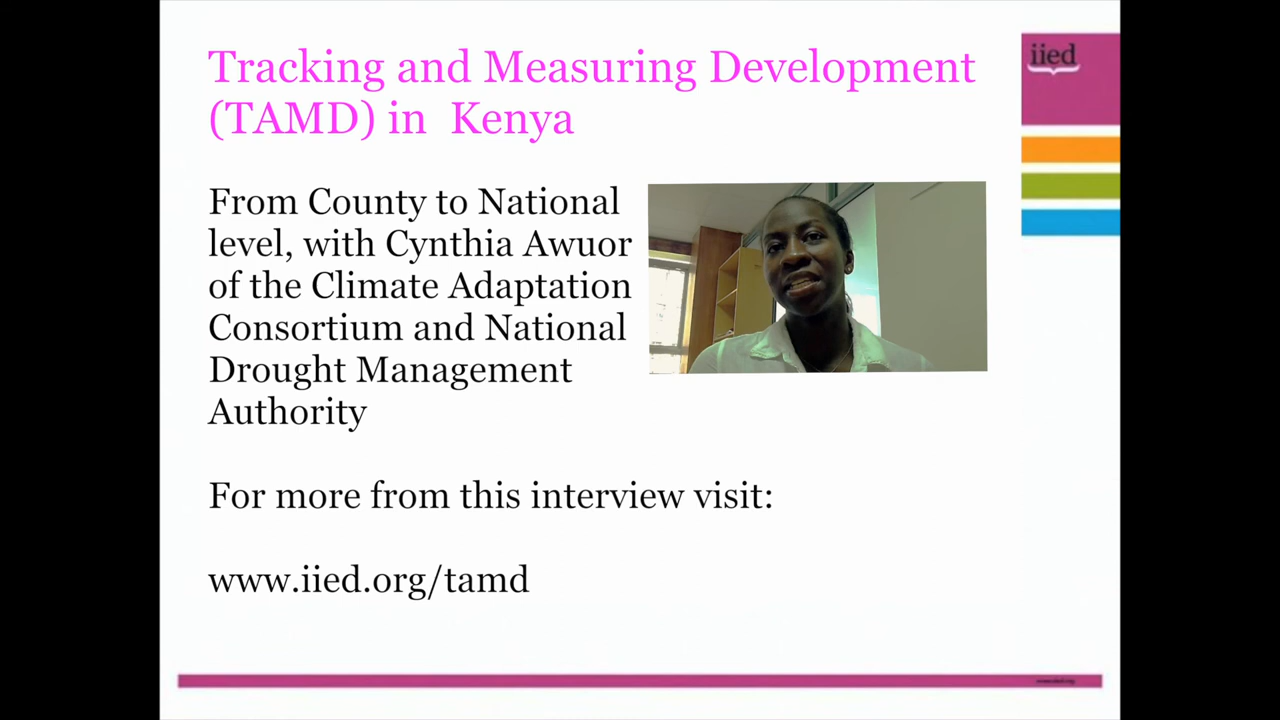 Tracking and Measuring Development
(TAMD) in  Kenya
iied
From County to National
level, with Cynthia Awuor
of the Climate Adaptation
Consortium and National
Drought Management
Authority
For more from this interview visit:
www.iied.org/tamd